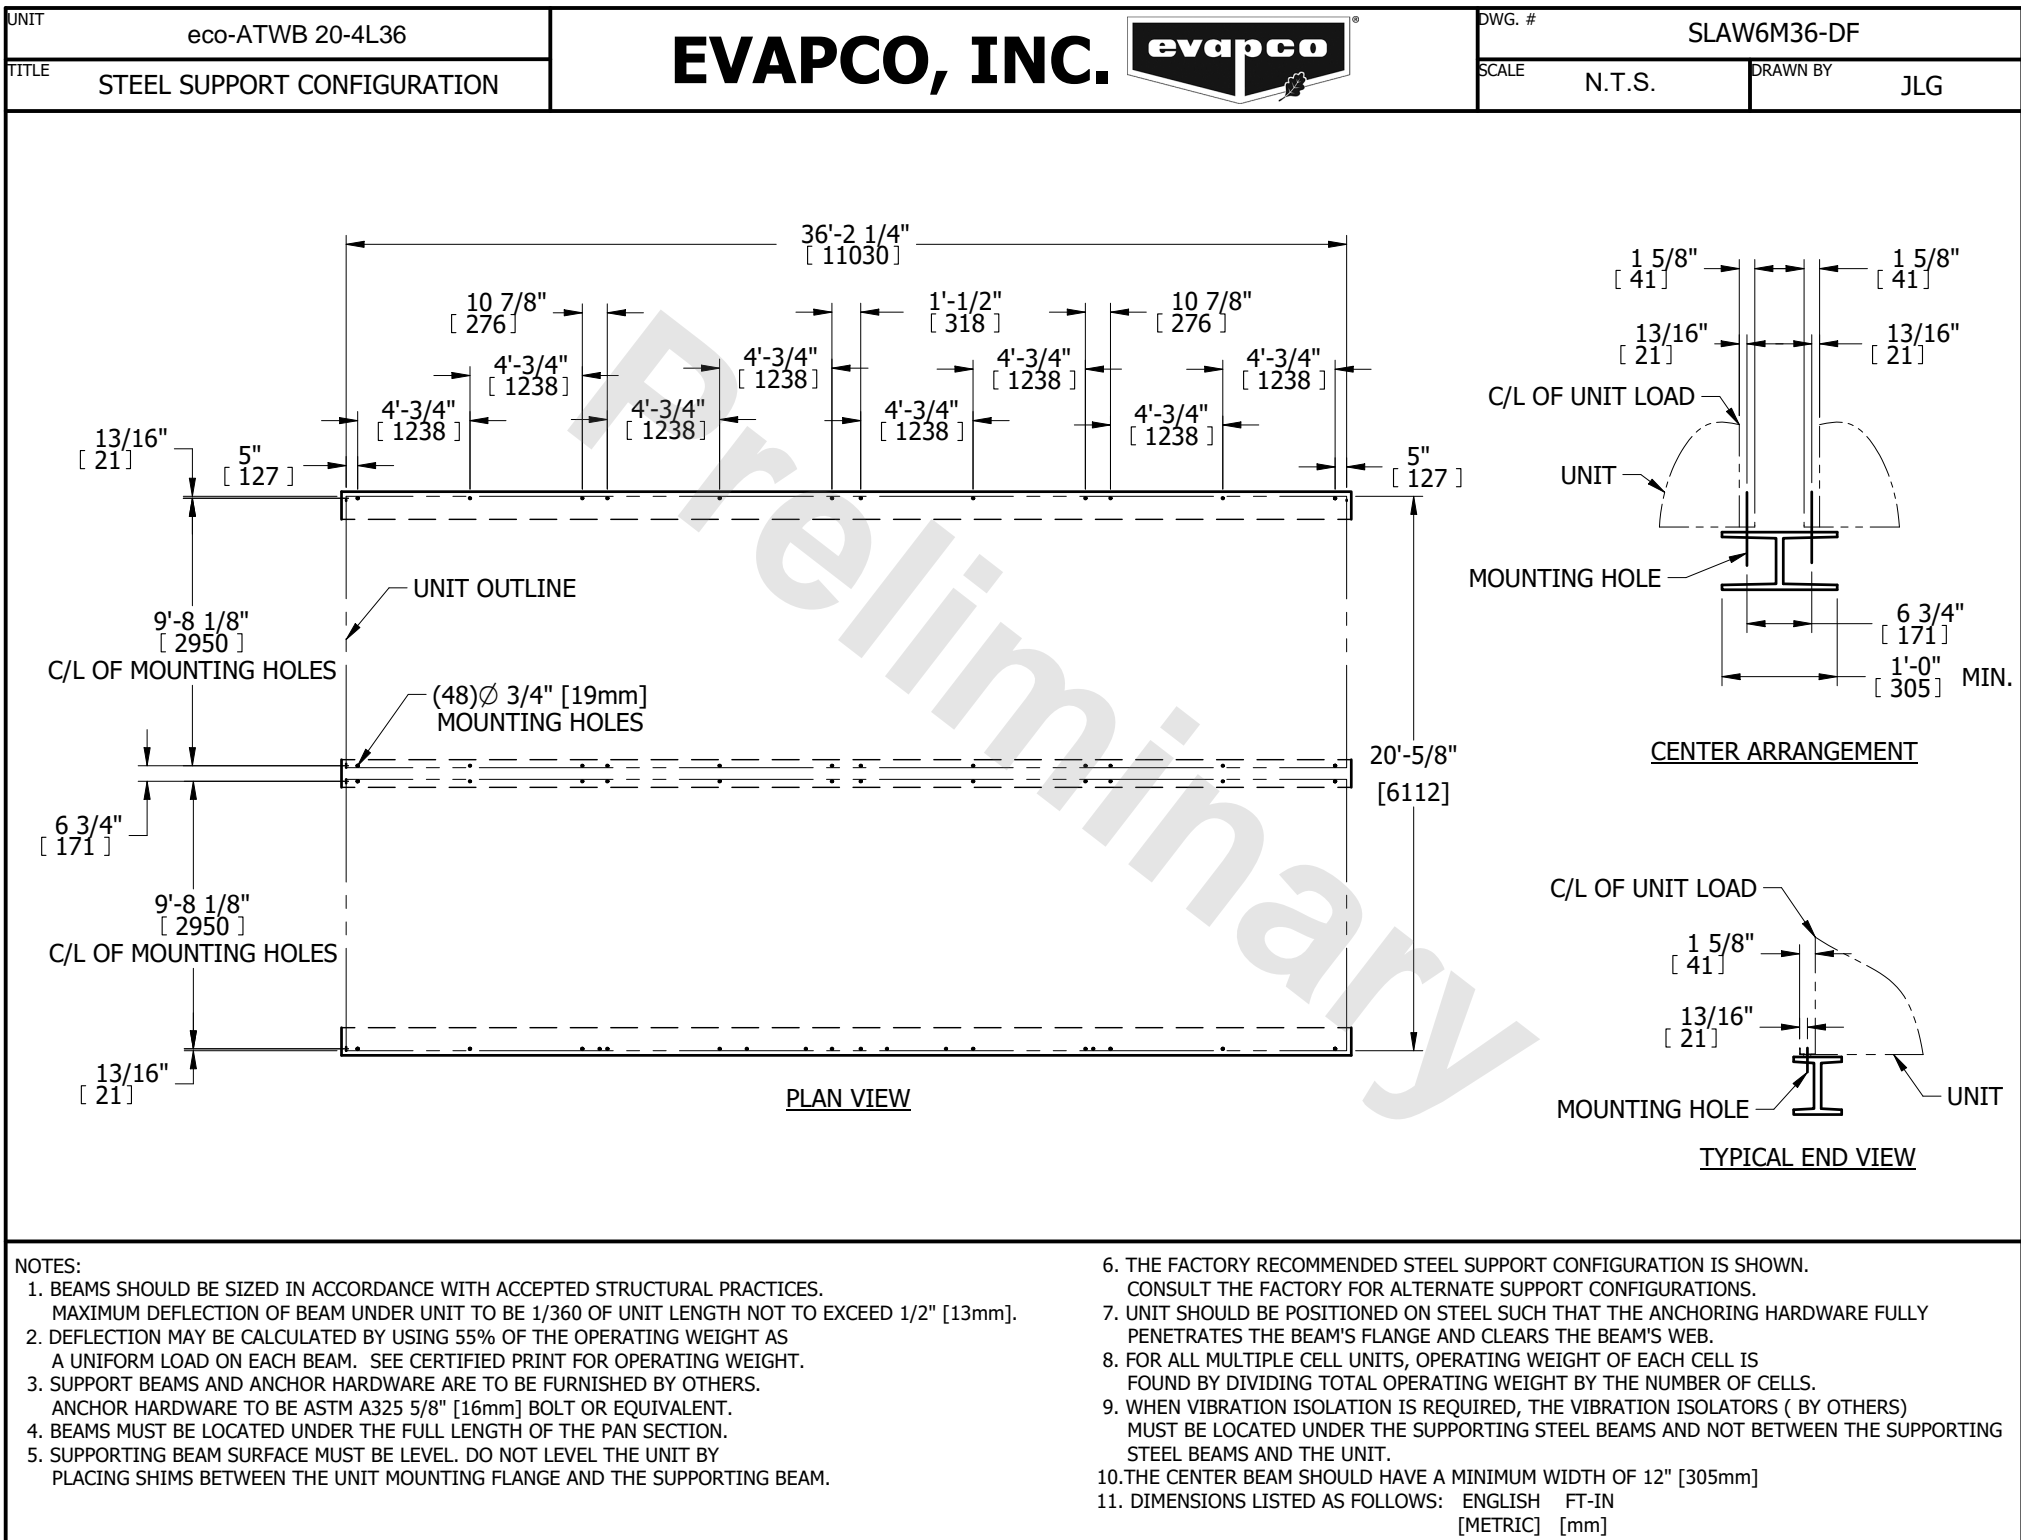 UNIT
eco-ATWB 20-4L36
TITLE
STEEL SUPPORT CONFIGURATION
EVAPCO, INC.
evapco
®
DWG. #
SLAW6M36-DF
SCALE
N.T.S.
DRAWN BY
JLG
36'-2 1/4"
[ 11030 ]
10 7/8"
[ 276 ]
1'-1/2"
[ 318 ]
10 7/8"
[ 276 ]
4'-3/4"
[ 1238 ]
4'-3/4"
[ 1238 ]
4'-3/4"
[ 1238 ]
4'-3/4"
[ 1238 ]
4'-3/4"
[ 1238 ]
4'-3/4"
[ 1238 ]
4'-3/4"
[ 1238 ]
4'-3/4"
[ 1238 ]
13/16"
[ 21 ]
5"
[ 127 ]
5"
[ 127 ]
UNIT OUTLINE
9'-8 1/8"
[ 2950 ]
C/L OF MOUNTING HOLES
(48)Ø 3/4" [19mm]
MOUNTING HOLES
20'-5/8"
[6112]
6 3/4"
[ 171 ]
9'-8 1/8"
[ 2950 ]
C/L OF MOUNTING HOLES
13/16"
[ 21 ]
PLAN VIEW
Preliminary
1 5/8"
[ 41 ]
1 5/8"
[ 41 ]
13/16"
[ 21 ]
13/16"
[ 21 ]
C/L OF UNIT LOAD
UNIT
MOUNTING HOLE
6 3/4"
[ 171 ]
1'-0"
[ 305 ]
MIN.
CENTER ARRANGEMENT
C/L OF UNIT LOAD
1 5/8"
[ 41 ]
13/16"
[ 21 ]
MOUNTING HOLE
UNIT
TYPICAL END VIEW
NOTES:
1. BEAMS SHOULD BE SIZED IN ACCORDANCE WITH ACCEPTED STRUCTURAL PRACTICES.
MAXIMUM DEFLECTION OF BEAM UNDER UNIT TO BE 1/360 OF UNIT LENGTH NOT TO EXCEED 1/2" [13mm].
2. DEFLECTION MAY BE CALCULATED BY USING 55% OF THE OPERATING WEIGHT AS
A UNIFORM LOAD ON EACH BEAM. SEE CERTIFIED PRINT FOR OPERATING WEIGHT.
3. SUPPORT BEAMS AND ANCHOR HARDWARE ARE TO BE FURNISHED BY OTHERS.
ANCHOR HARDWARE TO BE ASTM A325 5/8" [16mm] BOLT OR EQUIVALENT.
4. BEAMS MUST BE LOCATED UNDER THE FULL LENGTH OF THE PAN SECTION.
5. SUPPORTING BEAM SURFACE MUST BE LEVEL. DO NOT LEVEL THE UNIT BY
PLACING SHIMS BETWEEN THE UNIT MOUNTING FLANGE AND THE SUPPORTING BEAM.
6. THE FACTORY RECOMMENDED STEEL SUPPORT CONFIGURATION IS SHOWN.
CONSULT THE FACTORY FOR ALTERNATE SUPPORT CONFIGURATIONS.
7. UNIT SHOULD BE POSITIONED ON STEEL SUCH THAT THE ANCHORING HARDWARE FULLY
PENETRATES THE BEAM'S FLANGE AND CLEARS THE BEAM'S WEB.
8. FOR ALL MULTIPLE CELL UNITS, OPERATING WEIGHT OF EACH CELL IS
FOUND BY DIVIDING TOTAL OPERATING WEIGHT BY THE NUMBER OF CELLS.
9. WHEN VIBRATION ISOLATION IS REQUIRED, THE VIBRATION ISOLATORS ( BY OTHERS)
MUST BE LOCATED UNDER THE SUPPORTING STEEL BEAMS AND NOT BETWEEN THE SUPPORTING
STEEL BEAMS AND THE UNIT.
10.THE CENTER BEAM SHOULD HAVE A MINIMUM WIDTH OF 12" [305mm]
11. DIMENSIONS LISTED AS FOLLOWS: ENGLISH FT-IN
[METRIC] [mm]